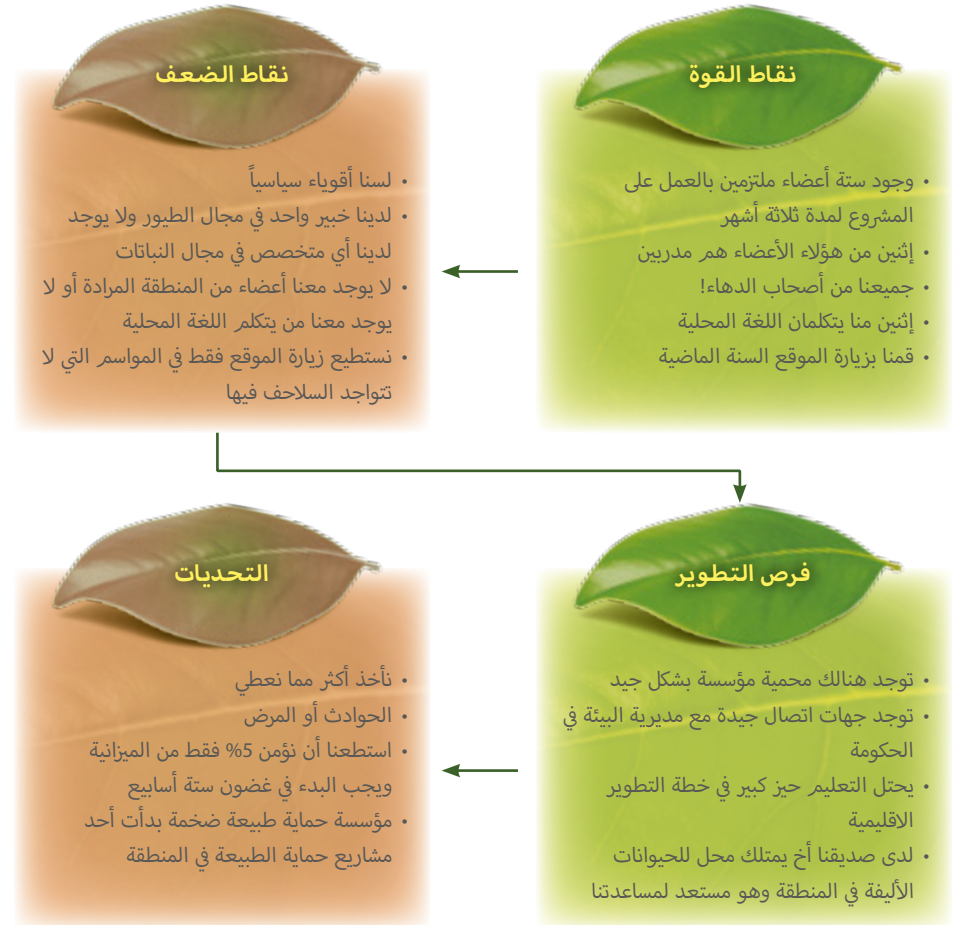 نقاط القوة
• وجود ستة أعضاء ملتزمين بالعمل على
المشروع لمدة ثلاثة أشهر
• إثنين من هؤلاء الأعضاء هم مدربين
• جميعنا من أصحاب الدهاء!
• إثنين منا يتكلمان اللغة المحلية
• قمنا بزيارة الموقع السنة الماضية
نقاط الضعف
• لسنا أقوياء سياسياً
• لدينا خبير واحد في مجال الطيور ولا يوجد
لدينا أي متخصص في مجال النباتات
• لا يوجد معنا أعضاء من المنطقة المرادة أو لا
يوجد معنا من يتكلم اللغة المحلية
• نستطيع زيارة الموقع فقط في المواسم التي لا
تتواجد السلاحف فيها
فرص التطوير
• توجد هنالك محمية مؤسسة بشكل جيد
• توجد جهات اتصال جيدة مع مديرية البيئة في
الحكومة
• يحتل التعليم حيز كبير في خطة التطوير
الاقليمية
• لدى صديقنا أخ يمتلك محل للحيوانات
الأليفة في المنطقة وهو مستعد لمساعدتنا
التحديات
• نأخذ أكثر مما نعطي
• الحوادث أو المرض
• استطعنا أن نؤمن 5% فقط من الميزانية
ويجب البدء في غضون ستة أسابيع
• مؤسسة حماية طبيعة ضخمة بدأت أحد
مشاريع حماية الطبيعة في المنطقة